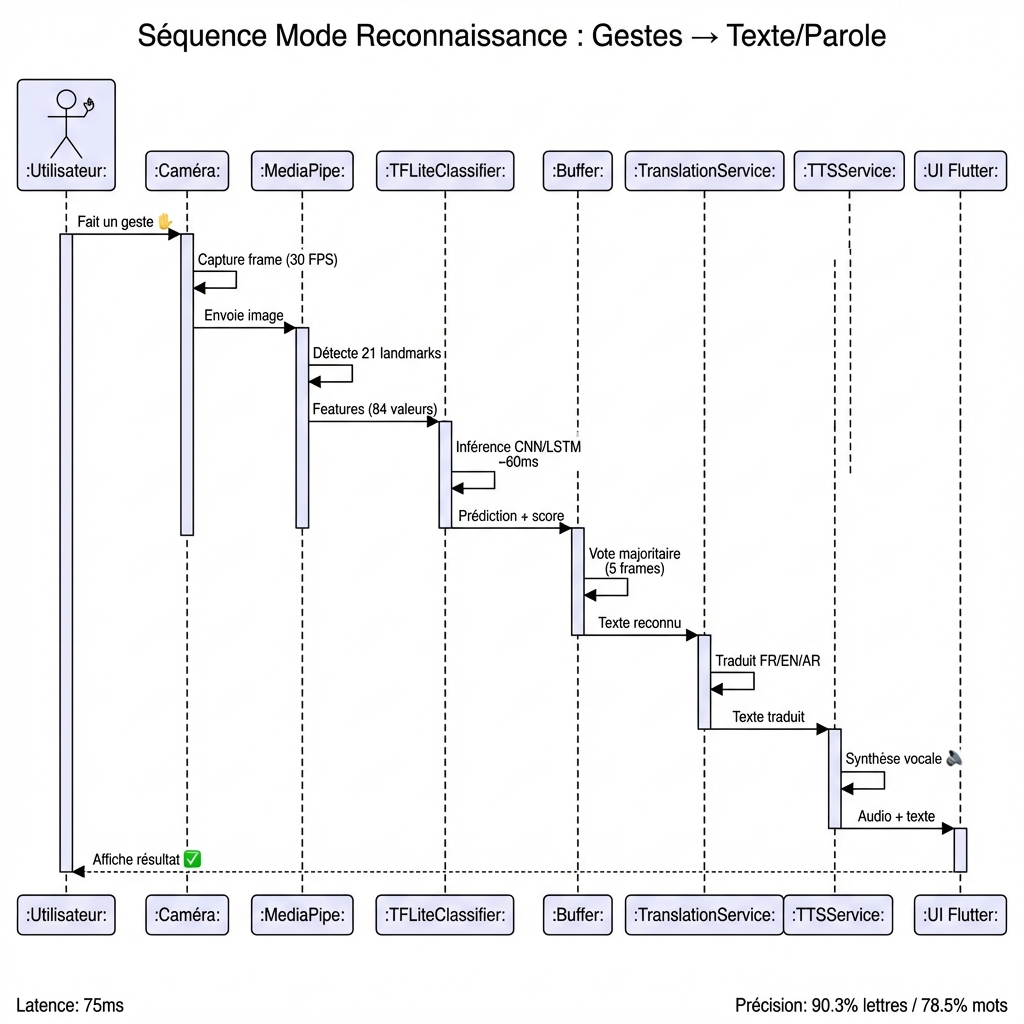 Séquence Mode Reconnaissance : Gestes → Texte/Parole
:Utilisateur:
:Caméra:
:MediaPipe:
:TFLiteClassifier:
:Buffer:
:TranslationService:
:TTSService:
:UI Flutter:
Fait un geste ✋
Capture frame (30 FPS)
Envoie image
Détecte 21 landmarks
Features (84 valeurs)
Inférence CNN/LSTM
~60ms
Prédiction + score
Vote majoritaire
(5 frames)
Texte reconnu
Traduit FR/EN/AR
Texte traduit
Synthèse vocale 🔊
Audio + texte
Affiche résultat ✅
:Utilisateur:
:Caméra:
:MediaPipe:
:TFLiteClassifier:
:Buffer:
:TranslationService:
:TTSService:
:UI Flutter:
Latence: 75ms
Précision: 90.3% lettres / 78.5% mots